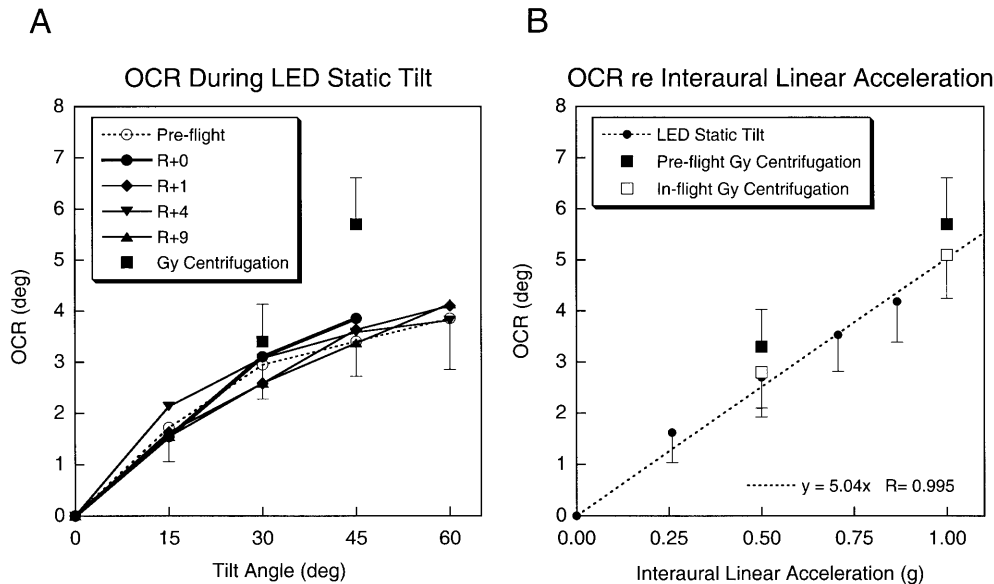 A
OCR During LED Static Tilt
8
7
6
5
4
3
2
1
0
OCR (deg)
Pre-flight
R+0
R+1
R+4
R+9
Gy Centrifugation
0 15 30 45 60
Tilt Angle (deg)
B
OCR re Interaural Linear Acceleration
8
7
6
5
4
3
2
1
0
OCR (deg)
LED Static Tilt
Pre-flight Gy Centrifugation
In-flight Gy Centrifugation
y = 5.04x R= 0.995
0.00 0.25 0.50 0.75 1.00
Interaural Linear Acceleration (g)